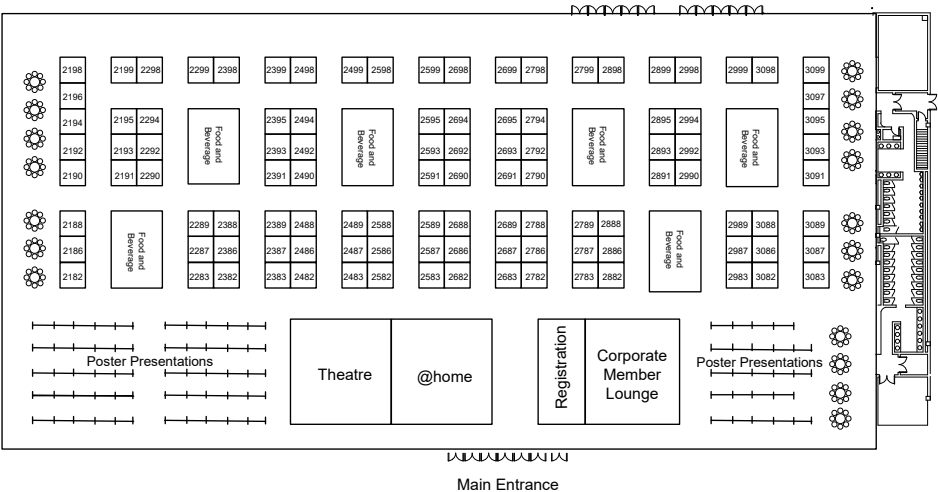 2198 2199 2298 2299 2398 2399 2498 2499 2598 2599 2698 2699 2798 2799 2898 2899 2998 2999 3098 3099
2196 3097
2194 2195 2294 2395 2494 2595 2694 2695 2794 2895 2994 3095
2192 2193 2292 2393 2492 2593 2692 2693 2792 2893 2992 3093
2190 2191 2290 2391 2490 2591 2690 2691 2790 2891 2990 3091
Food and
Beverage
Food and
Beverage
Food and
Beverage
Food and
Beverage
2188 2289 2388 2389 2488 2489 2588 2589 2688 2689 2788 2789 2888 2989 3088 3089
2186 2287 2386 2387 2486 2487 2586 2587 2686 2687 2786 2787 2886 2987 3086 3087
2182 2283 2382 2383 2482 2483 2582 2583 2682 2683 2782 2783 2882 2983 3082 3083
Food and
Beverage
Food and
Beverage
Poster Presentations
Theatre
@home
Registration
Corporate
Member
Lounge
Poster Presentations
Main Entrance